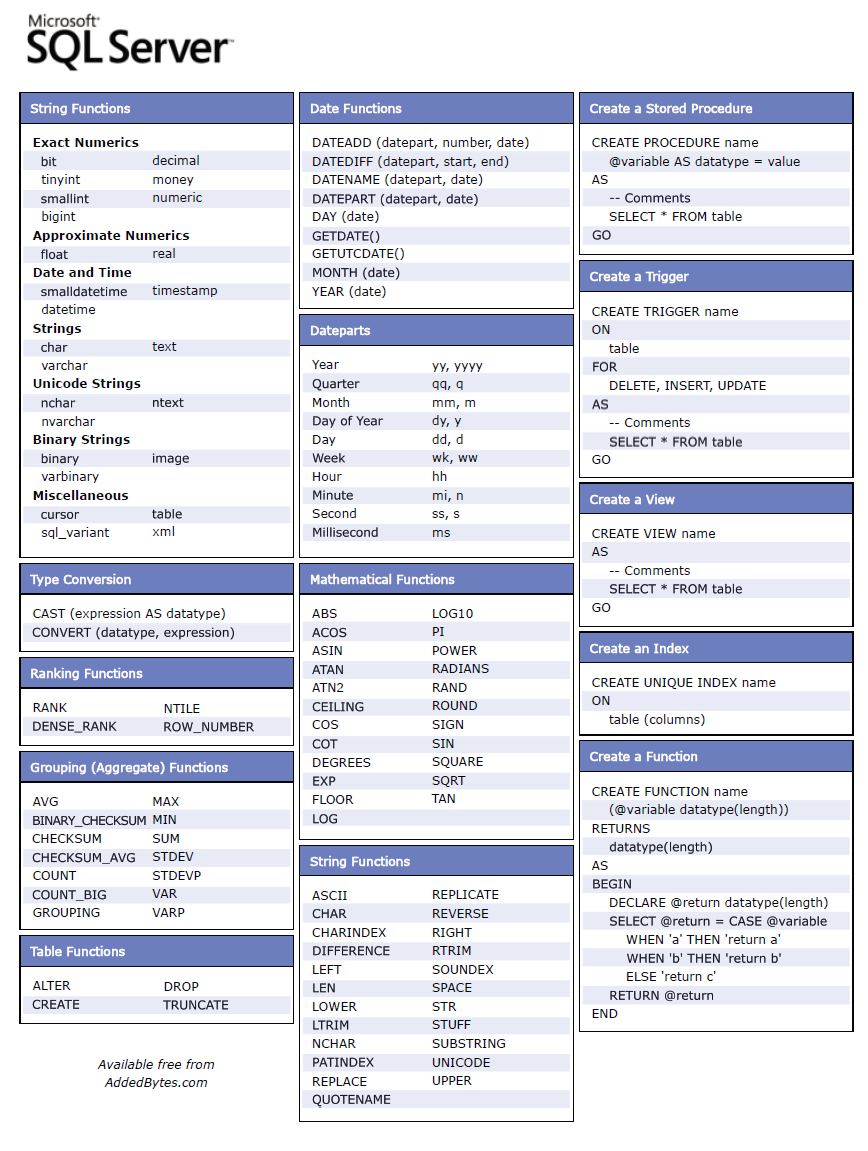 Microsoft®
SQL Server™
String Functions
Exact Numerics
bit decimal
tinyint money
smallint numeric
bigint
Approximate Numerics
float real
Date and Time
smalldatetime timestamp
datetime
Strings
char text
varchar
Unicode Strings
nchar ntext
nvarchar
Binary Strings
binary image
varbinary
Miscellaneous
cursor table
sql_variant xml
Type Conversion
CAST (expression AS datatype)
CONVERT (datatype, expression)
Ranking Functions
RANK NTILE
DENSE_RANK ROW_NUMBER
Grouping (Aggregate) Functions
AVG MAX
BINARY_CHECKSUM MIN
CHECKSUM SUM
CHECKSUM_AVG STDEV
COUNT STDEVP
COUNT_BIG VAR
GROUPING VARP
Table Functions
ALTER DROP
CREATE TRUNCATE
Available free from
AddedBytes.com
Date Functions
DATEADD (datepart, number, date)
DATEDIFF (datepart, start, end)
DATENAME (datepart, date)
DATEPART (datepart, date)
DAY (date)
GETDATE()
GETUTCDATE()
MONTH (date)
YEAR (date)
Dateparts
Year yy, yyyy
Quarter qq, q
Month mm, m
Day of Year dy, y
Day dd, d
Week wk, ww
Hour hh
Minute mi, n
Second ss, s
Millisecond ms
Mathematical Functions
ABS LOG10
ACOS PI
ASIN POWER
ATAN RADIANS
ATN2 RAND
CEILING ROUND
COS SIGN
COT SIN
DEGREES SQUARE
EXP SQRT
FLOOR TAN
LOG
String Functions
ASCII REPLICATE
CHAR REVERSE
CHARINDEX RIGHT
DIFFERENCE RTRIM
LEFT SOUNDEX
LEN SPACE
LOWER STR
LTRIM STUFF
NCHAR SUBSTRING
PATINDEX UNICODE
REPLACE UPPER
QUOTENAME
Create a Stored Procedure
CREATE PROCEDURE name
@variable AS datatype = value
AS
-- Comments
SELECT * FROM table
GO
Create a Trigger
CREATE TRIGGER name
ON
table
FOR
DELETE, INSERT, UPDATE
AS
-- Comments
SELECT * FROM table
GO
Create a View
CREATE VIEW name
AS
-- Comments
SELECT * FROM table
GO
Create an Index
CREATE UNIQUE INDEX name
ON
table (columns)
Create a Function
CREATE FUNCTION name
(@variable datatype(length))
RETURNS
datatype(length)
AS
BEGIN
DECLARE @return datatype(length)
SELECT @return = CASE @variable
WHEN 'a' THEN 'return a'
WHEN 'b' THEN 'return b'
ELSE 'return c'
RETURN @return
END